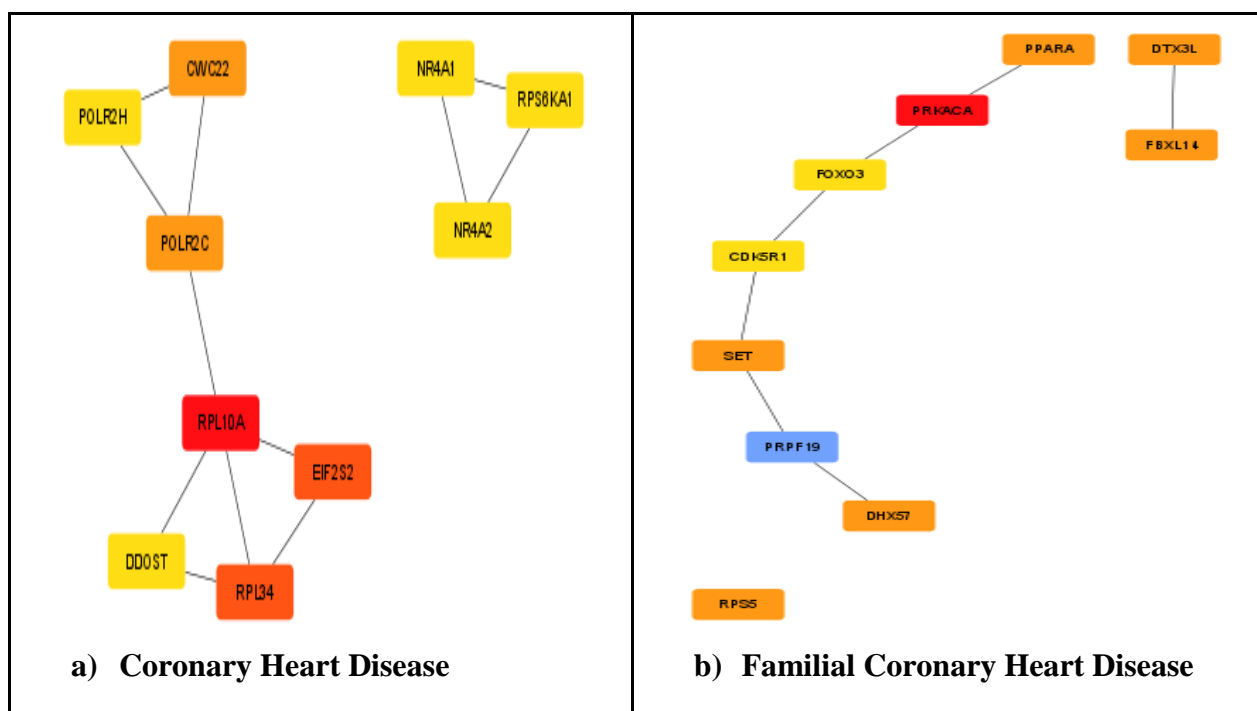 CWC22
POLR2H
POLR2C
NR4A1
RPS6KA1
NR4A2
RPL10A
EIF2S2
DDOST
RPL34
a) Coronary Heart Disease
PPARA
DTX3L
PRKACA
FBXL14
FOXO3
CDK5R1
SET
PRPF19
DHX57
RPS5
b) Familial Coronary Heart Disease